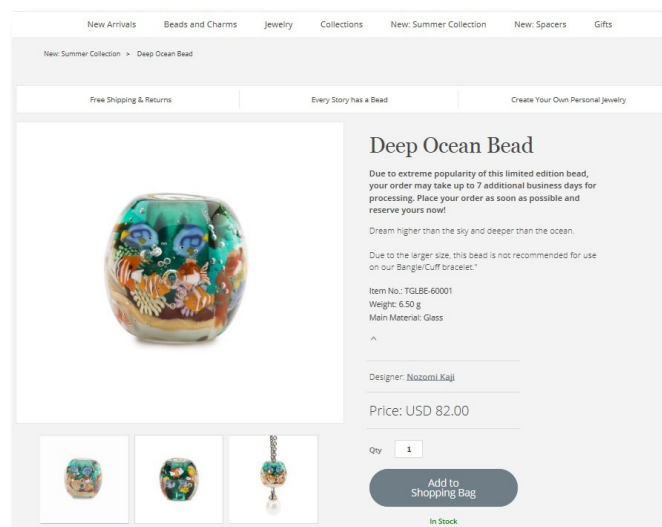 New Arrivals Beads and Charms Jewelry Collections New: Summer Collection New: Spacers Gifts
New: Summer Collection > Deep Ocean Bead
Free Shipping & Returns Every Story has a Bead Create Your Own Personal Jewelry
Deep Ocean Bead
Due to extreme popularity of this limited edition bead,
your order may take up to 7 additional business days for
processing. Place your order as soon as possible and
reserve yours now!
Dream higher than the sky and deeper than the ocean.
Due to the larger size, this bead is not recommended for use
on our Bangle/Cuff bracelet."
Item No.: TGLBE-60001
Weight: 6.50 g
Main Material: Glass
Designer: Nozomi Kaji
Price: USD 82.00
Qty 1
Add to
Shopping Bag
In Stock